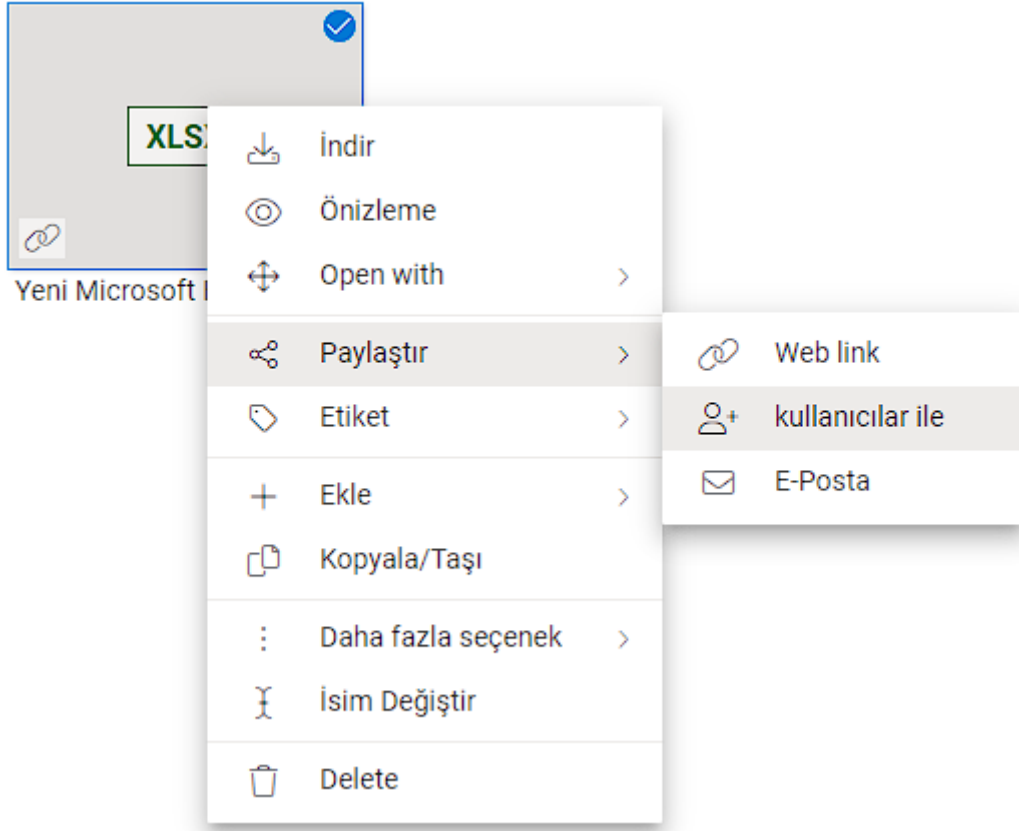 XLS
Yeni Microsoft
İndir
Önizleme
Open with
Paylaştır
Etiket
Ekle
Kopyala/Taşı
Daha fazla seçenek
İsim Değiştir
Delete
Web link
kullanıcılar ile
E-Posta